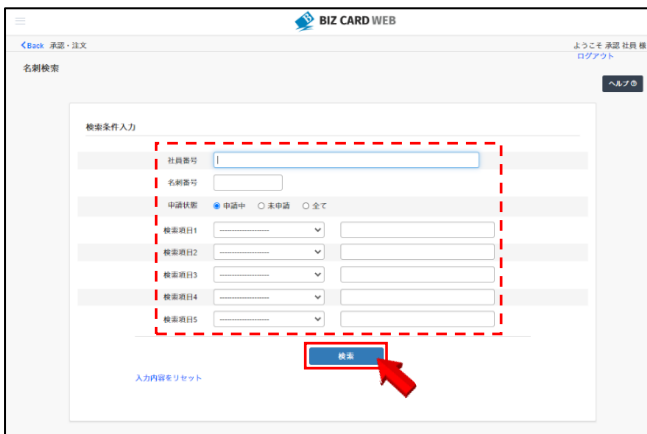 BIZ CARD WEB
Back 承認・注文
ようこそ 承認 社員 様
ログアウト
名刺検索
ヘルプ
検索条件入力
社員番号
名刺番号
申請状態 申請中 未申請 全て
検索項目1 --------------------
検索項目2 --------------------
検索項目3 --------------------
検索項目4 --------------------
検索項目5 --------------------
検索
入力内容をリセット